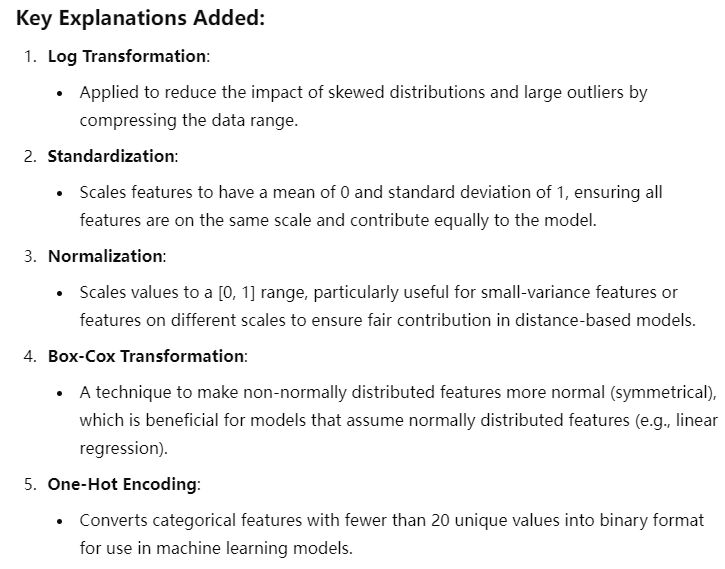 Key Explanations Added:
1. Log Transformation:
• Applied to reduce the impact of skewed distributions and large outliers by
compressing the data range.
2. Standardization:
• Scales features to have a mean of 0 and standard deviation of 1, ensuring all
features are on the same scale and contribute equally to the model.
3. Normalization:
• Scales values to a [0, 1] range, particularly useful for small-variance features or
features on different scales to ensure fair contribution in distance-based models.
4. Box-Cox Transformation:
• A technique to make non-normally distributed features more normal (symmetrical),
which is beneficial for models that assume normally distributed features (e.g., linear
regression).
5. One-Hot Encoding:
• Converts categorical features with fewer than 20 unique values into binary format
for use in machine learning models.